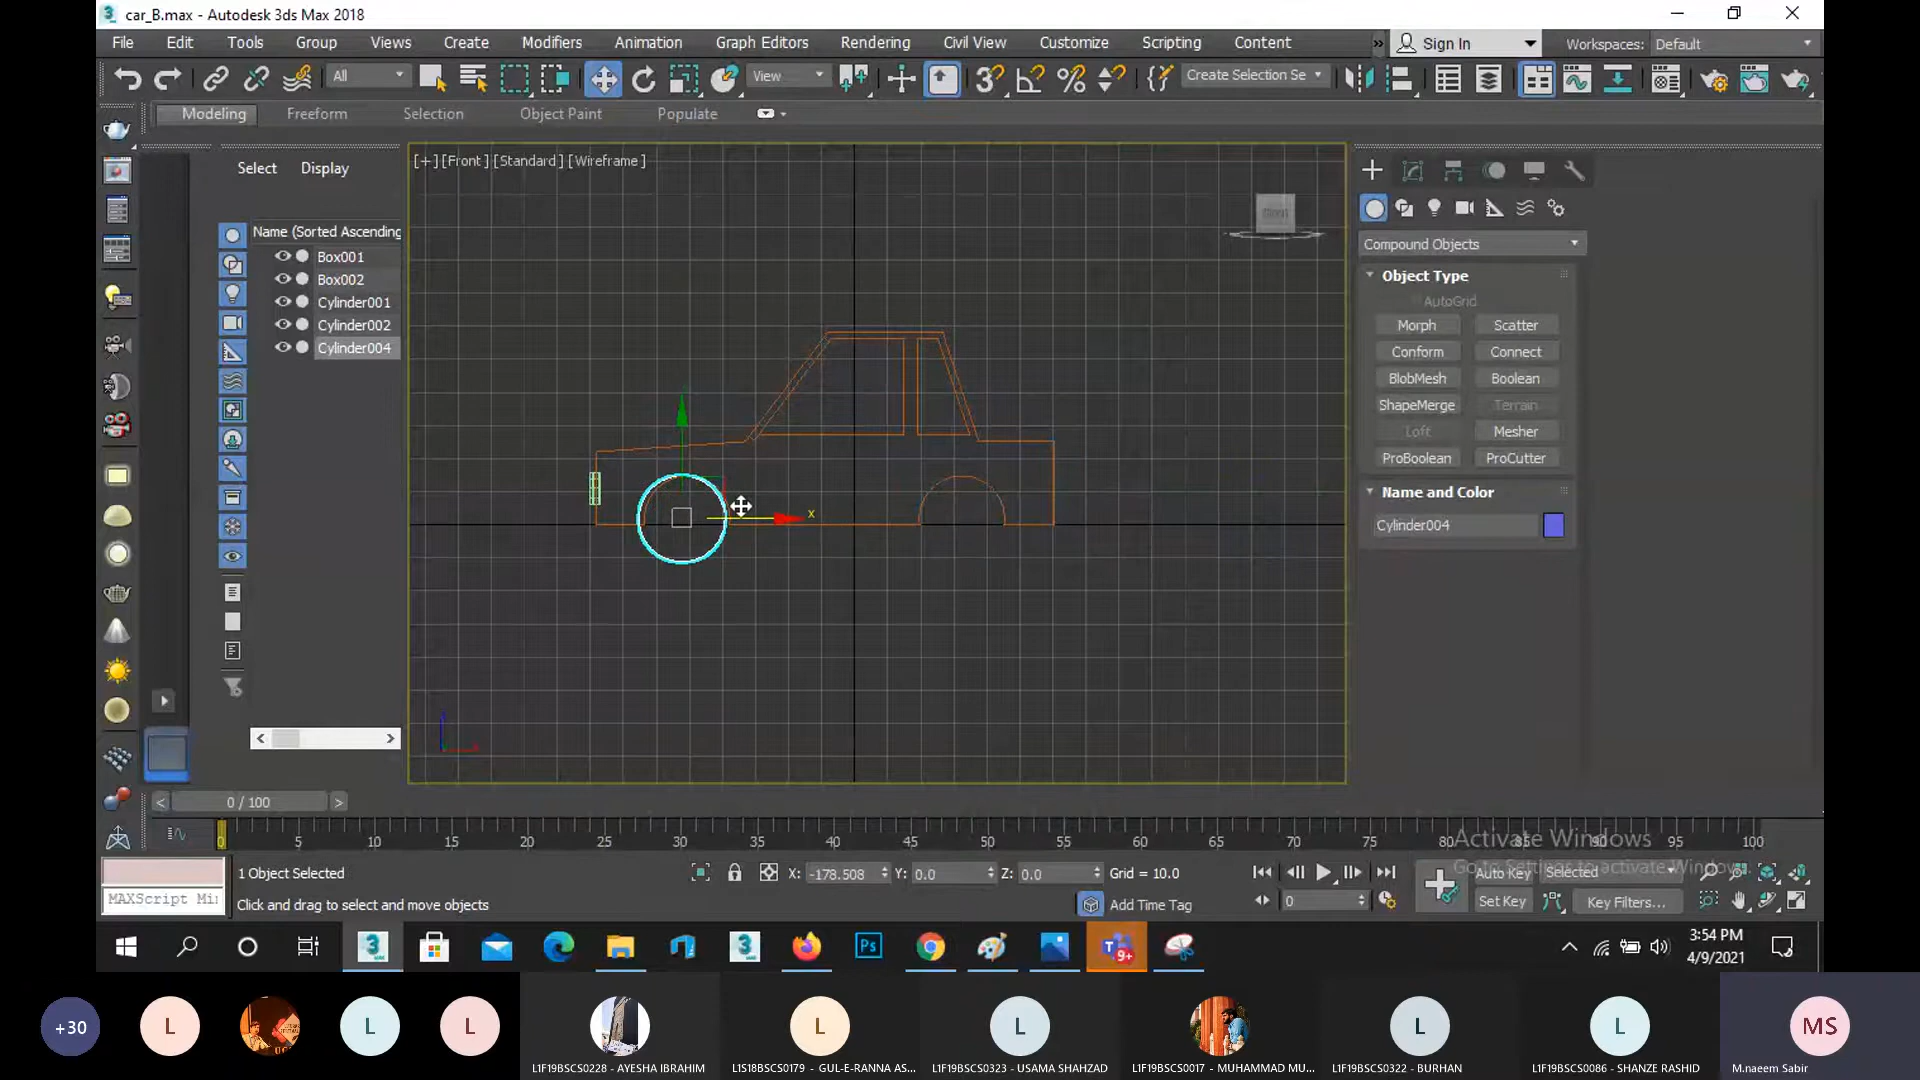 car_B.max - Autodesk 3ds Max 2018
File Edit Tools Group Views Create Modifiers Animation Graph Editors Rendering Civil View Customize Scripting Content » Sign In Workspaces: Default
All View Create Selection Se
Modeling Freeform Selection Object Paint Populate
Select Display
Name (Sorted Ascending
Box001
Box002
Cylinder001
Cylinder002
Cylinder004
[+] [Front] [Standard] [Wireframe]
x
Compound Objects
Object Type
AutoGrid
Morph Scatter
Conform Connect
BlobMesh Boolean
ShapeMerge Terrain
Loft Mesher
ProBoolean ProCutter
Name and Color
Cylinder004
0 / 100
0 5 10 15 20 25 30 35 40 45 50 55 60 65 70 75 80 85 90 95 100
Activate Windows
Go to Settings to activate Windows.
1 Object Selected
X: -178.508 Y: 0.0 Z: 0.0 Grid = 10.0
Auto Key Selected
MAXScript Mi
Click and drag to select and move objects
Add Time Tag
0
Set Key Key Filters...
Ps
9+
3:54 PM
4/9/2021
+30 L L L L L L L MS
L1F19BSCS0228 - AYESHA IBRAHIM
L1S18BSCS0179 - GUL-E-RANNA AS...
L1F19BSCS0323 - USAMA SHAHZAD
L1F19BSCS0017 - MUHAMMAD MU...
L1F19BSCS0322 - BURHAN
L1F19BSCS0086 - SHANZE RASHID
M.naeem Sabir